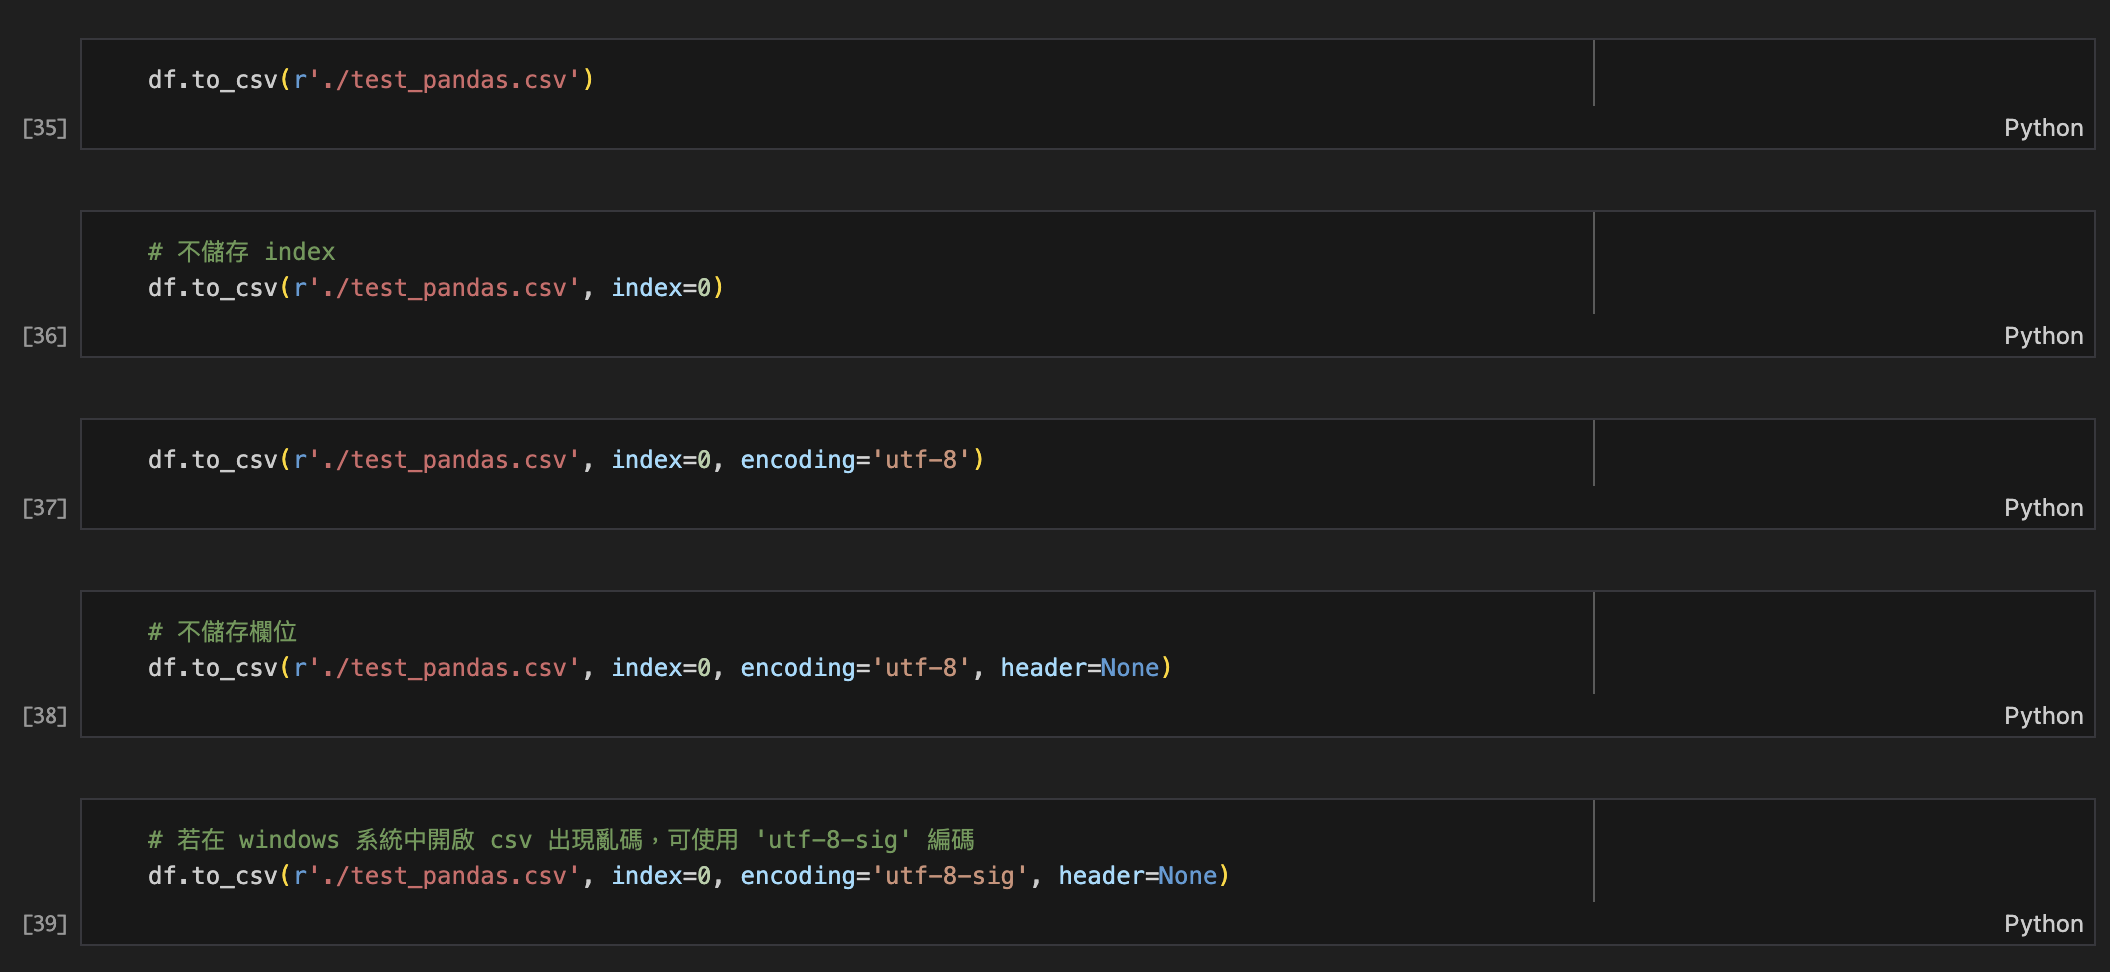 df.to_csv(r'./test_pandas.csv')
[35]
Python
# 不儲存 index
df.to_csv(r'./test_pandas.csv', index=0)
[36]
Python
df.to_csv(r'./test_pandas.csv', index=0, encoding='utf-8')
[37]
Python
# 不儲存欄位
df.to_csv(r'./test_pandas.csv', index=0, encoding='utf-8', header=None)
[38]
Python
# 若在 windows 系統中開啟 csv 出現亂碼，可使用 'utf-8-sig' 編碼
df.to_csv(r'./test_pandas.csv', index=0, encoding='utf-8-sig', header=None)
[39]
Python